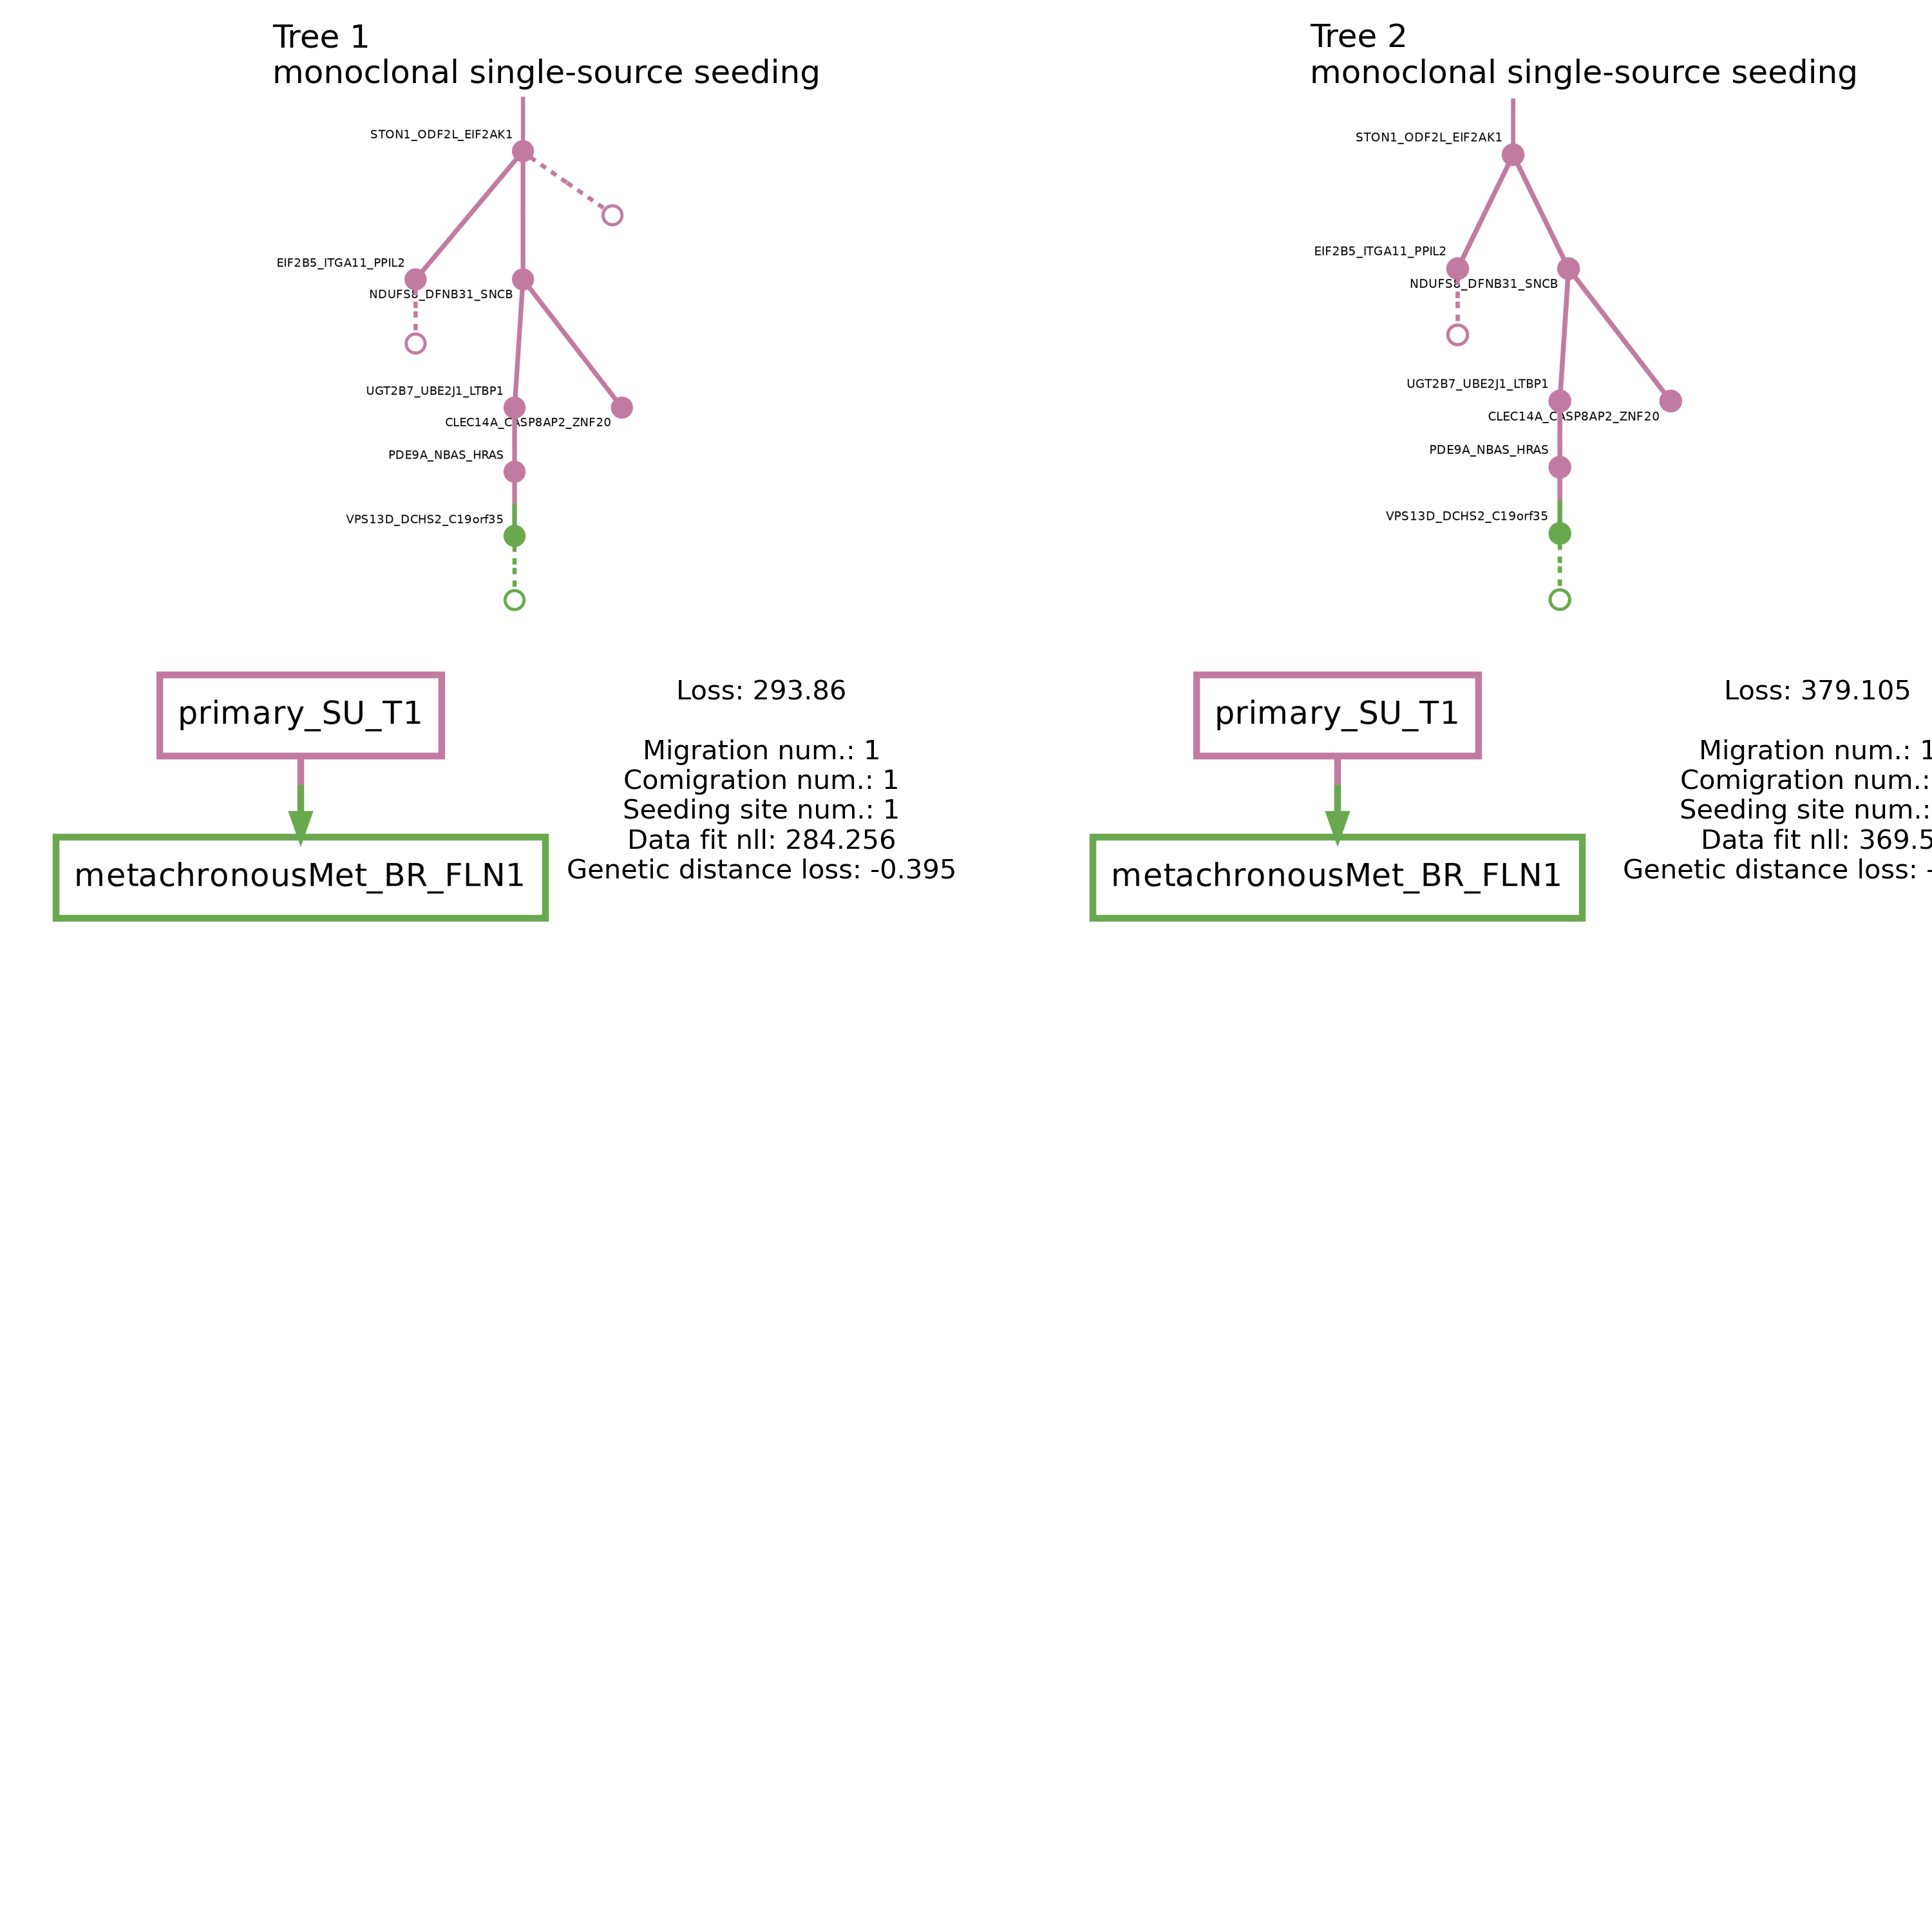 Tree 1
monoclonal single-source seeding
STON1_ODF2L_EIF2AK1
EIF2B5_ITGA11_PPIL2
NDUFS8_DFNB31_SNCB
UGT2B7_UBE2J1_LTBP1
CLEC14A_CASP8AP2_ZNF20
PDE9A_NBAS_HRAS
VPS13D_DCHS2_C19orf35
primary_SU_T1
metachronousMet_BR_FLN1
Loss: 293.86
Migration num.: 1
Comigration num.: 1
Seeding site num.: 1
Data fit nll: 284.256
Genetic distance loss: -0.395
Tree 2
monoclonal single-source seeding
STON1_ODF2L_EIF2AK1
EIF2B5_ITGA11_PPIL2
NDUFS8_DFNB31_SNCB
UGT2B7_UBE2J1_LTBP1
CLEC14A_CASP8AP2_ZNF20
PDE9A_NBAS_HRAS
VPS13D_DCHS2_C19orf35
primary_SU_T1
metachronousMet_BR_FLN1
Loss: 379.105
Migration num.: 1
Comigration num.:
Seeding site num.:
Data fit nll: 369.5
Genetic distance loss: -